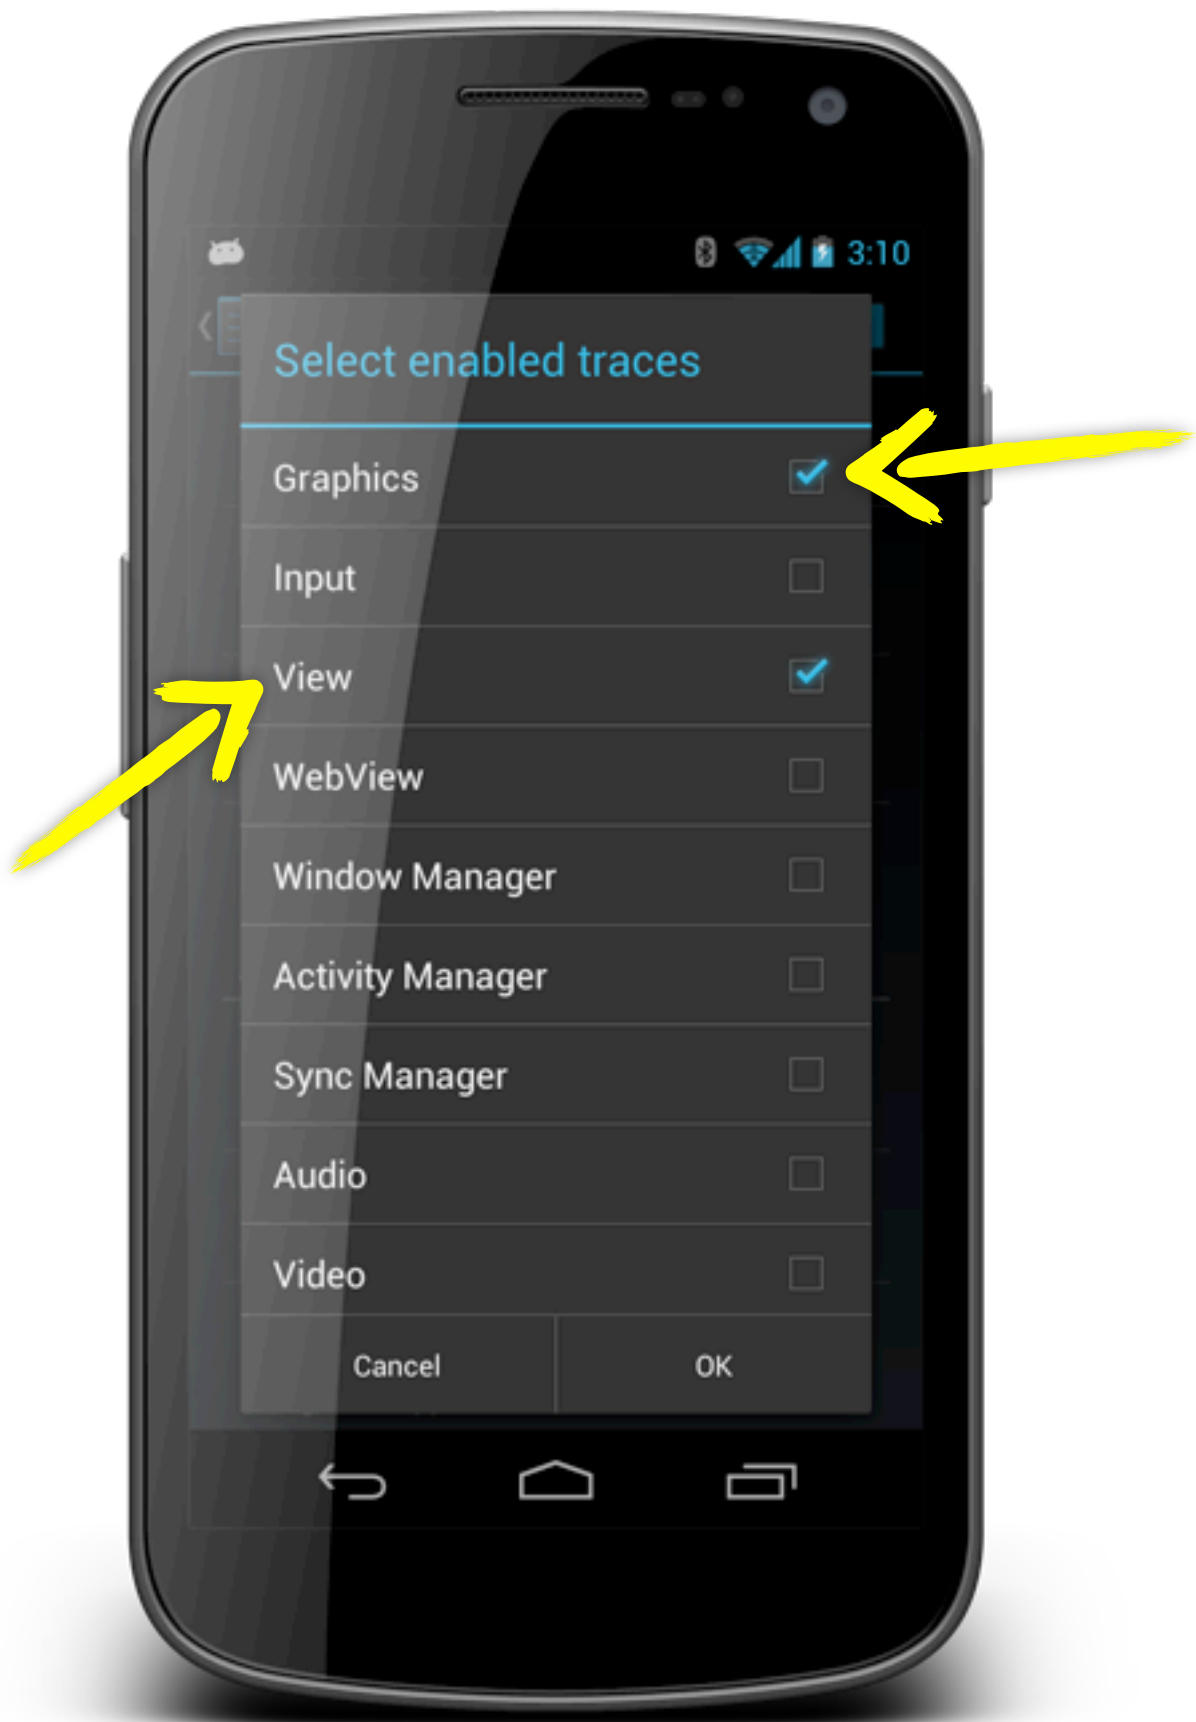 3:10
Select enabled traces
Graphics
Input
View
WebView
Window Manager
Activity Manager
Sync Manager
Audio
Video
Cancel
OK